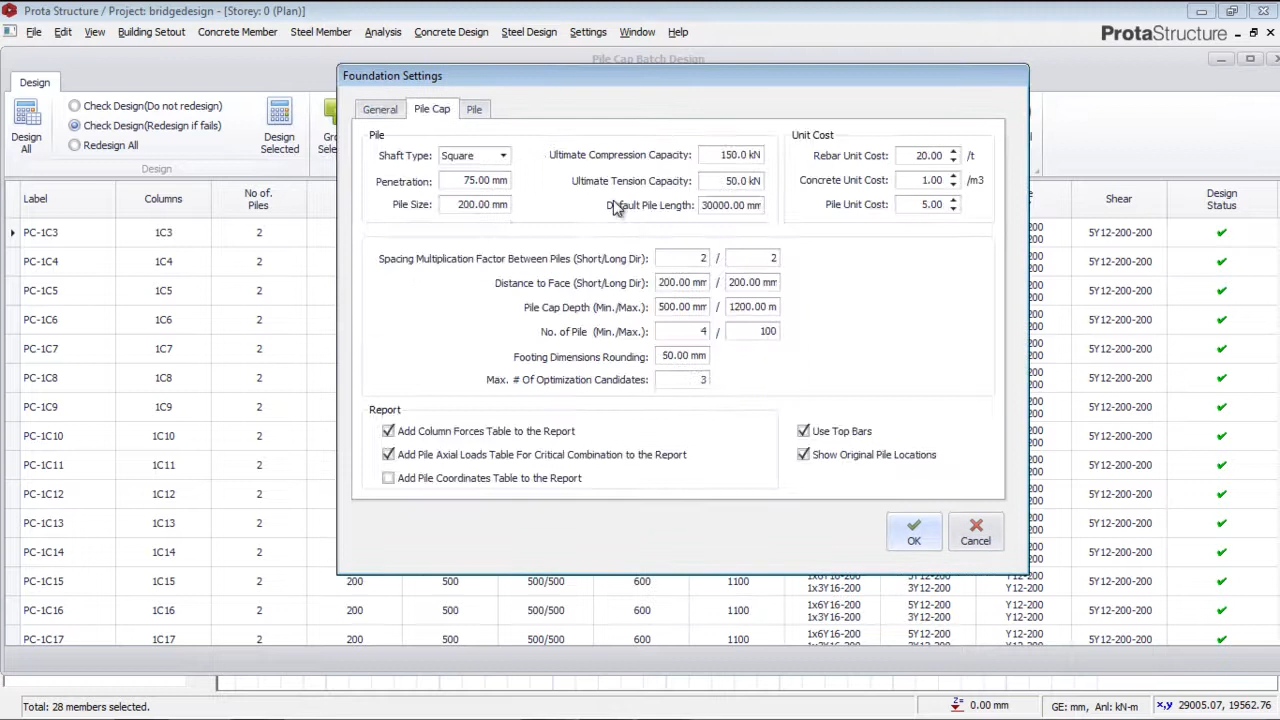 Prota Structure / Project: bridgedesign - [Storey: 0 (Plan)]
File Edit View Building Setout Concrete Member Steel Member Analysis Concrete Design Steel Design Settings Window Help
ProtaStructure
Pile Cap Batch Design
Design
Design All
Check Design(Do not redesign)
Check Design(Redesign if fails)
Redesign All
Design Selected
Design
Foundation Settings
General Pile Cap Pile
Pile
Shaft Type: Square
Penetration: 75.00 mm
Pile Size: 200.00 mm
Ultimate Compression Capacity: 150.0 kN
Ultimate Tension Capacity: 50.0 kN
Default Pile Length: 30000.00 mm
Unit Cost
Rebar Unit Cost: 20.00 /t
Concrete Unit Cost: 1.00 /m3
Pile Unit Cost: 5.00
Spacing Multiplication Factor Between Piles (Short/Long Dir): 2 / 2
Distance to Face (Short/Long Dir): 200.00 mm / 200.00 mm
Pile Cap Depth (Min./Max.): 500.00 mm / 1200.00 m
No. of Pile (Min./Max.): 4 / 100
Footing Dimensions Rounding: 50.00 mm
Max. # Of Optimization Candidates: 3
Report
Add Column Forces Table to the Report
Add Pile Axial Loads Table For Critical Combination to the Report
Add Pile Coordinates Table to the Report
Use Top Bars
Show Original Pile Locations
OK Cancel
Label Columns No. of Piles Shear Design Status
PC-1C3 1C3 2 5Y12-200-200
PC-1C4 1C4 2 5Y12-200-200
PC-1C5 1C5 2 5Y12-200-200
PC-1C6 1C6 2 5Y12-200-200
PC-1C7 1C7 2 5Y12-200-200
PC-1C8 1C8 2 5Y12-200-200
PC-1C9 1C9 2 5Y12-200-200
PC-1C10 1C10 2 5Y12-200-200
PC-1C11 1C11 2 5Y12-200-200
PC-1C12 1C12 2 5Y12-200-200
PC-1C13 1C13 2 5Y12-200-200
PC-1C14 1C14 2 5Y12-200-200
PC-1C15 1C15 2 200 500 500/500 600 1100 1x6Y16-200 1x3Y16-200 5Y12-200 3Y12-200 Y12-200 Y12-200 5Y12-200-200
PC-1C16 1C16 2 200 500 500/500 600 1100 1x6Y16-200 1x3Y16-200 5Y12-200 3Y12-200 Y12-200 Y12-200 5Y12-200-200
PC-1C17 1C17 2 200 500 500/500 600 1100 1x6Y16-200 5Y12-200 Y12-200 5Y12-200-200
Total: 28 members selected.
Z= 0.00 mm
GE: mm, Anl: kN-m
x,y 29005.07, 19562.76